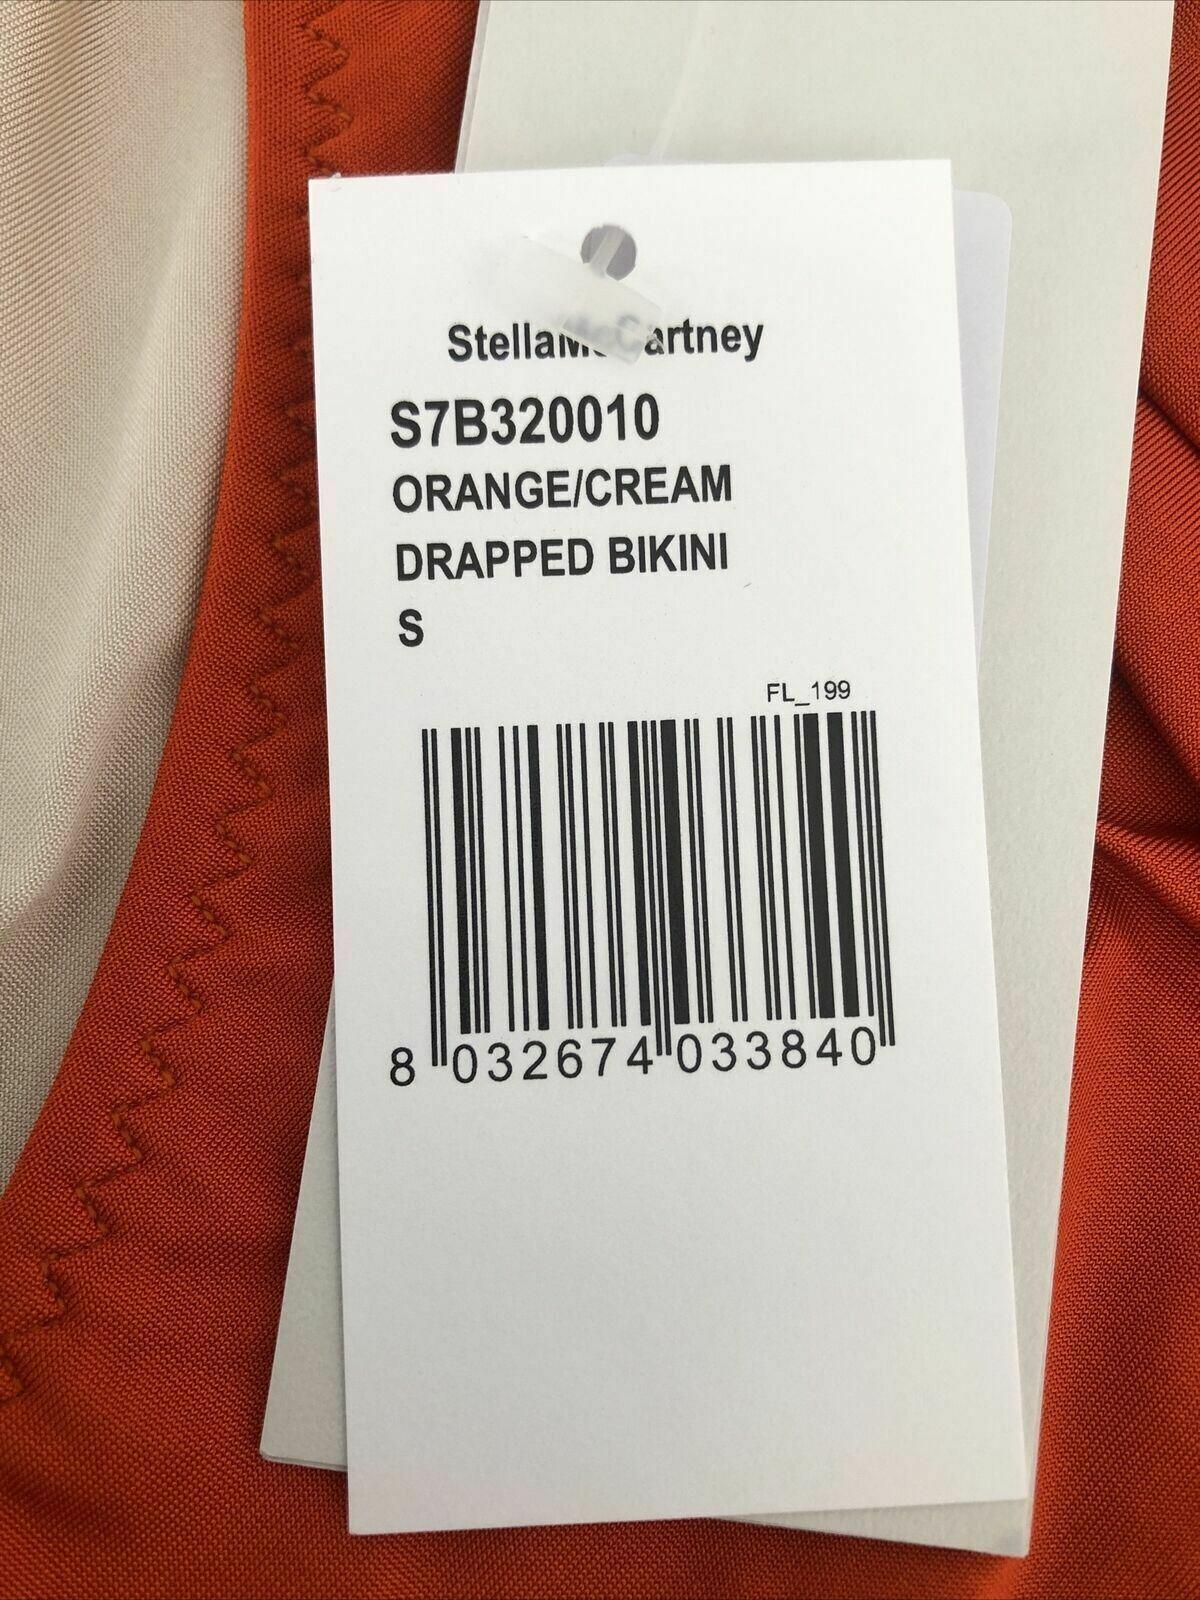 StellaMcCartney
S7B320010
ORANGE/CREAM
DRAPPED BIKINI
S
FL_199
8 032674 033840